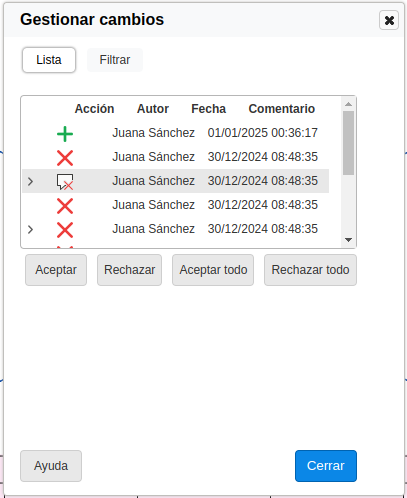 Gestionar cambios
Lista Filtrar
Acción Autor Fecha Comentario
Juana Sánchez 01/01/2025 00:36:17
Juana Sánchez 30/12/2024 08:48:35
Juana Sánchez 30/12/2024 08:48:35
Juana Sánchez 30/12/2024 08:48:35
Juana Sánchez 30/12/2024 08:48:35
Aceptar Rechazar Aceptar todo Rechazar todo
Ayuda Cerrar